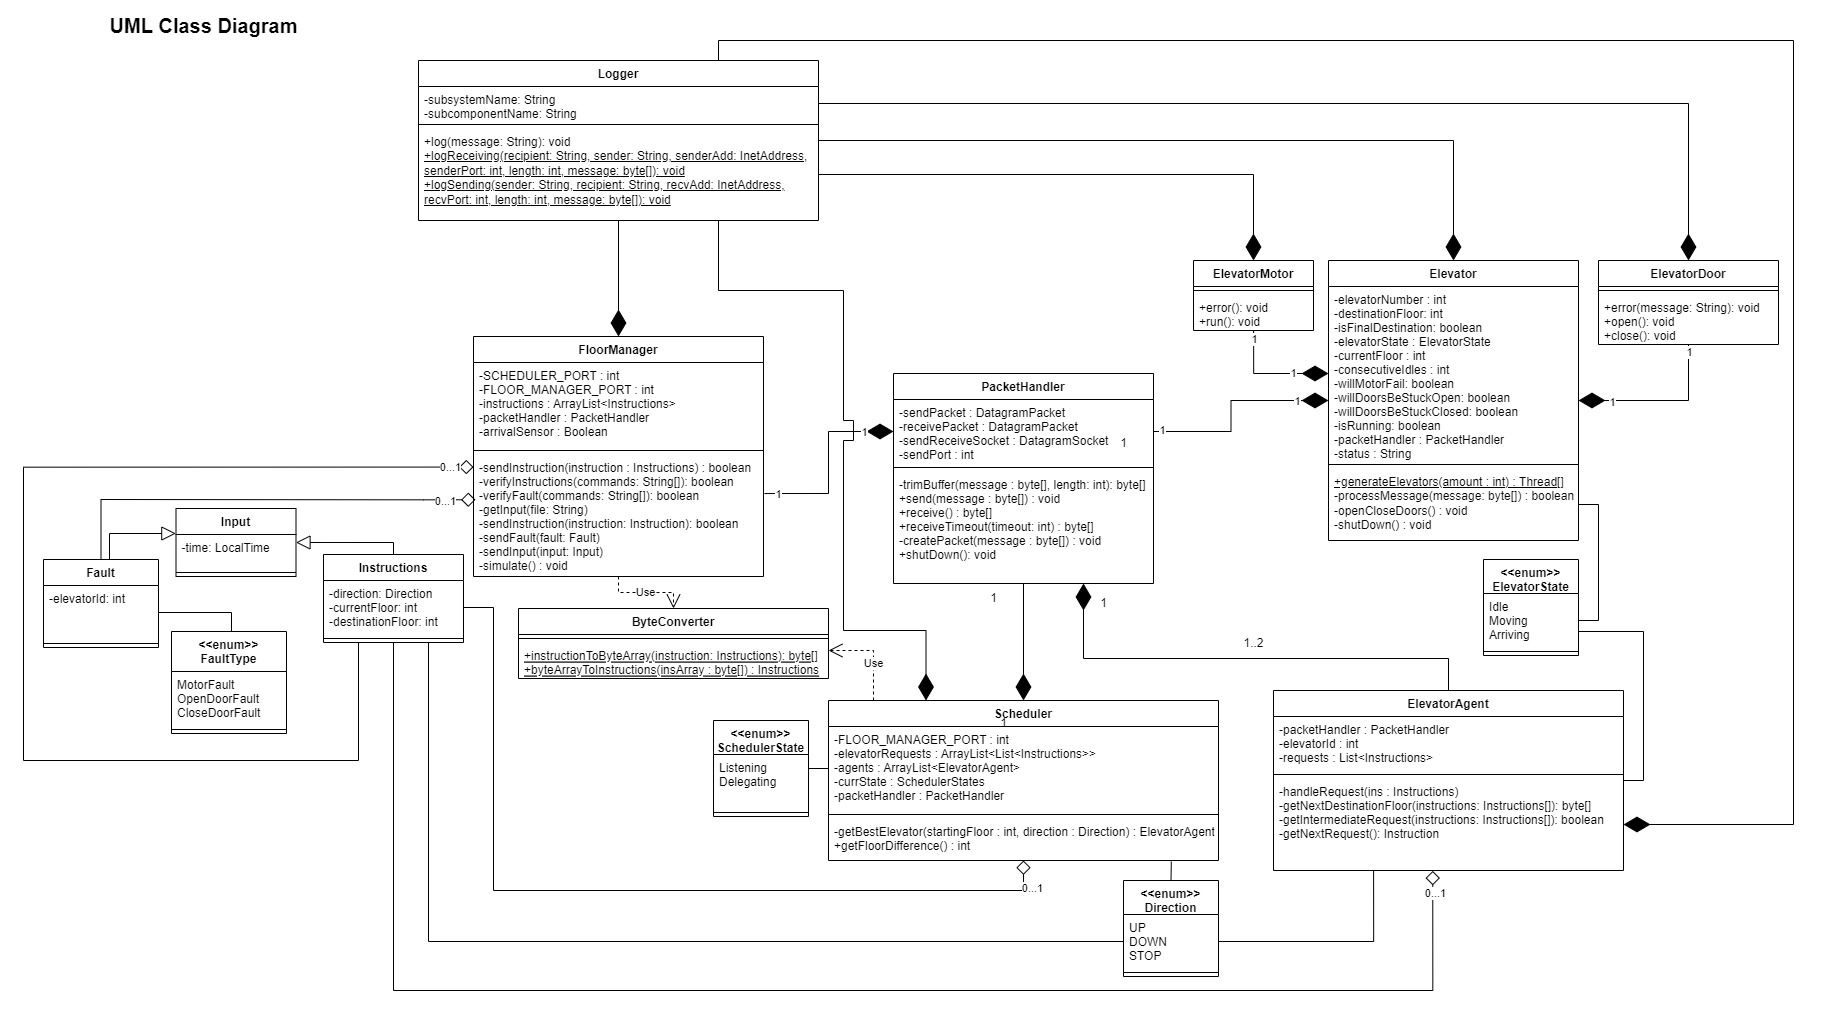 UML Class Diagram
Logger
-subsystemName: String
-subcomponentName: String
+log(message: String): void
+logReceiving(recipient: String, sender: String, senderAdd: InetAddress,
senderPort: int, length: int, message: byte[]): void
+logSending(sender: String, recipient: String, recvAdd: InetAddress,
recvPort: int, length: int, message: byte[]): void
ElevatorMotor
+error(): void
+run(): void
1
1
Elevator
-elevatorNumber : int
-destinationFloor: int
-isFinalDestination: boolean
-elevatorState : ElevatorState
-currentFloor : int
-consecutiveIdles : int
-willMotorFail: boolean
-willDoorsBeStuckOpen: boolean
-willDoorsBeStuckClosed: boolean
-isRunning: boolean
-packetHandler : PacketHandler
-status : String
+generateElevators(amount : int) : Thread[]
-processMessage(message: byte[]) : boolean
-openCloseDoors() : void
-shutDown() : void
ElevatorDoor
+error(message: String): void
+open(): void
+close(): void
1
1
FloorManager
-SCHEDULER_PORT : int
-FLOOR_MANAGER_PORT : int
-instructions : ArrayList<Instructions>
-packetHandler : PacketHandler
-arrivalSensor : Boolean
-sendInstruction(instruction : Instructions) : boolean
-verifyInstructions(commands: String[]): boolean
-verifyFault(commands: String[]): boolean
-getInput(file: String)
-sendInstruction(instruction: Instruction): boolean
-sendFault(fault: Fault)
-sendInput(input: Input)
-simulate() : void
0...1
0...1
1
1
PacketHandler
-sendPacket : DatagramPacket
-receivePacket : DatagramPacket
-sendReceiveSocket : DatagramSocket
-sendPort : int
1
-trimBuffer(message : byte[], length: int): byte[]
+send(message : byte[]) : void
+receive() : byte[]
+receiveTimeout(timeout: int) : byte[]
-createPacket(message : byte[]) : void
+shutDown(): void
1
1
1
1
1..2
Input
-time: LocalTime
Fault
-elevatorId: int
Instructions
-direction: Direction
-currentFloor: int
-destinationFloor: int
<<enum>>
FaultType
MotorFault
OpenDoorFault
CloseDoorFault
Use
ByteConverter
+instructionToByteArray(instruction: Instructions): byte[]
+byteArrayToInstructions(insArray : byte[]) : Instructions
Use
<<enum>>
ElevatorState
Idle
Moving
Arriving
<<enum>>
SchedulerState
Listening
Delegating
Scheduler
1
-FLOOR_MANAGER_PORT : int
-elevatorRequests : ArrayList<List<Instructions>>
-agents : ArrayList<ElevatorAgent>
-currState : SchedulerStates
-packetHandler : PacketHandler
-getBestElevator(startingFloor : int, direction : Direction) : ElevatorAgent
+getFloorDifference() : int
0...1
ElevatorAgent
-packetHandler : PacketHandler
-elevatorId : int
-requests : List<Instructions>
-handleRequest(ins : Instructions)
-getNextDestinationFloor(instructions: Instructions[]): byte[]
-getIntermediateRequest(instructions: Instructions[]): boolean
-getNextRequest(): Instruction
0...1
<<enum>>
Direction
UP
DOWN
STOP